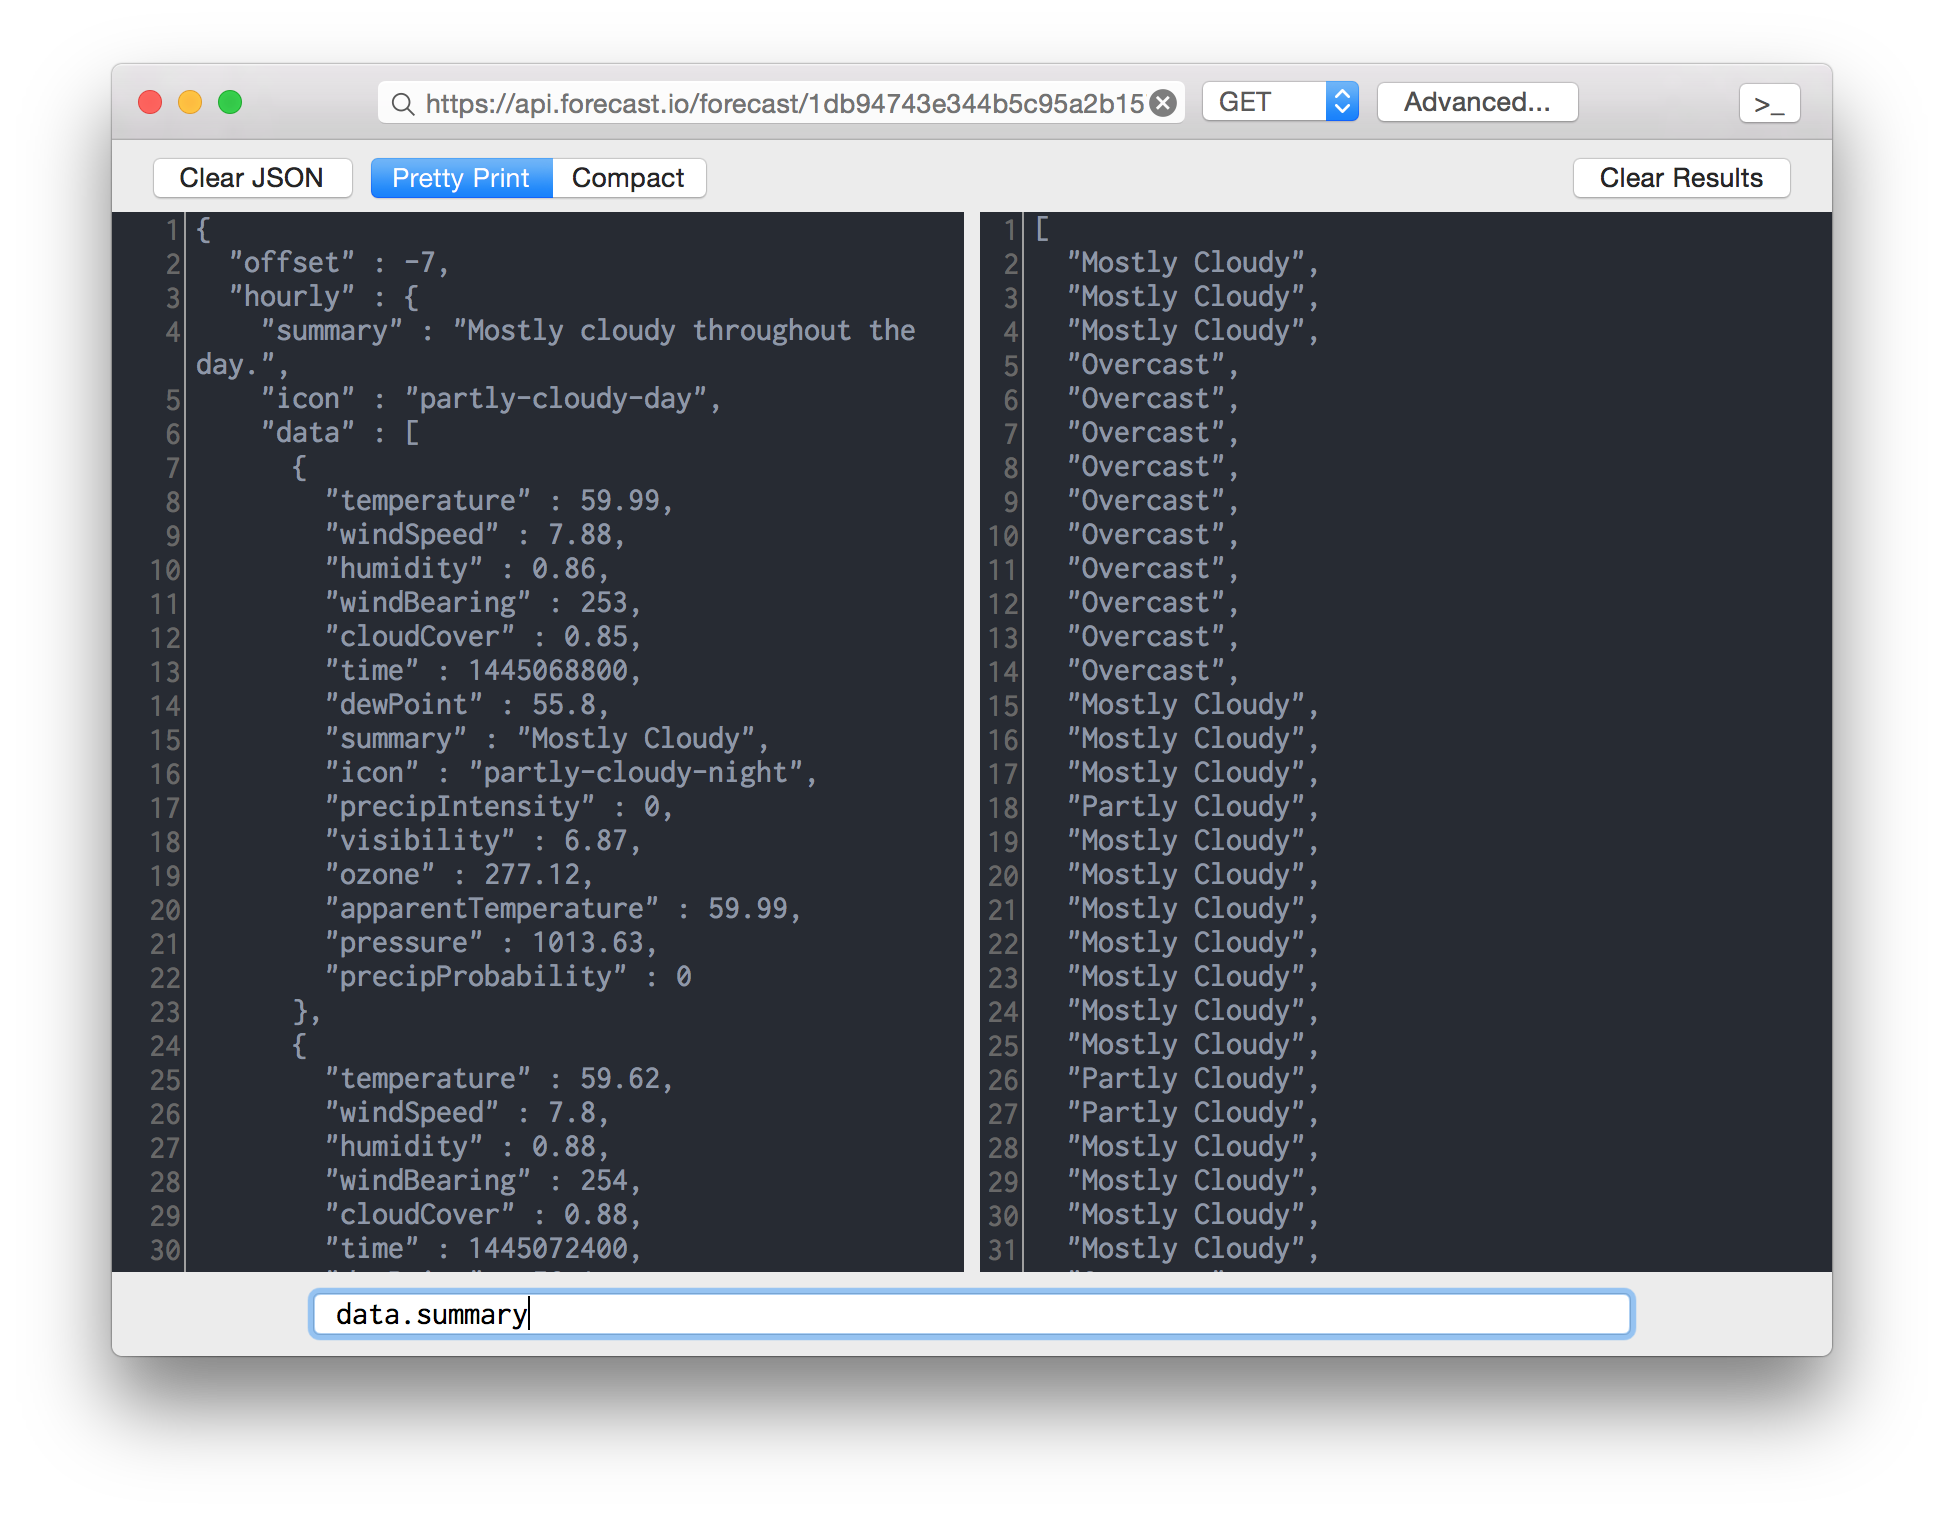 https://api.forecast.io/forecast/1db94743e344b5c95a2b15 GET Advanced... >_
Clear JSON Pretty Print Compact Clear Results
1 {
2 "offset" : -7,
3 "hourly" : {
4 "summary" : "Mostly cloudy throughout the
day.",
5 "icon" : "partly-cloudy-day",
6 "data" : [
7 {
8 "temperature" : 59.99,
9 "windSpeed" : 7.88,
10 "humidity" : 0.86,
11 "windBearing" : 253,
12 "cloudCover" : 0.85,
13 "time" : 1445068800,
14 "dewPoint" : 55.8,
15 "summary" : "Mostly Cloudy",
16 "icon" : "partly-cloudy-night",
17 "precipIntensity" : 0,
18 "visibility" : 6.87,
19 "ozone" : 277.12,
20 "apparentTemperature" : 59.99,
21 "pressure" : 1013.63,
22 "precipProbability" : 0
23 },
24 {
25 "temperature" : 59.62,
26 "windSpeed" : 7.8,
27 "humidity" : 0.88,
28 "windBearing" : 254,
29 "cloudCover" : 0.88,
30 "time" : 1445072400,
1 [
2 "Mostly Cloudy",
3 "Mostly Cloudy",
4 "Mostly Cloudy",
5 "Overcast",
6 "Overcast",
7 "Overcast",
8 "Overcast",
9 "Overcast",
10 "Overcast",
11 "Overcast",
12 "Overcast",
13 "Overcast",
14 "Overcast",
15 "Mostly Cloudy",
16 "Mostly Cloudy",
17 "Mostly Cloudy",
18 "Partly Cloudy",
19 "Mostly Cloudy",
20 "Mostly Cloudy",
21 "Mostly Cloudy",
22 "Mostly Cloudy",
23 "Mostly Cloudy",
24 "Mostly Cloudy",
25 "Mostly Cloudy",
26 "Partly Cloudy",
27 "Partly Cloudy",
28 "Mostly Cloudy",
29 "Mostly Cloudy",
30 "Mostly Cloudy",
31 "Mostly Cloudy",
data.summary